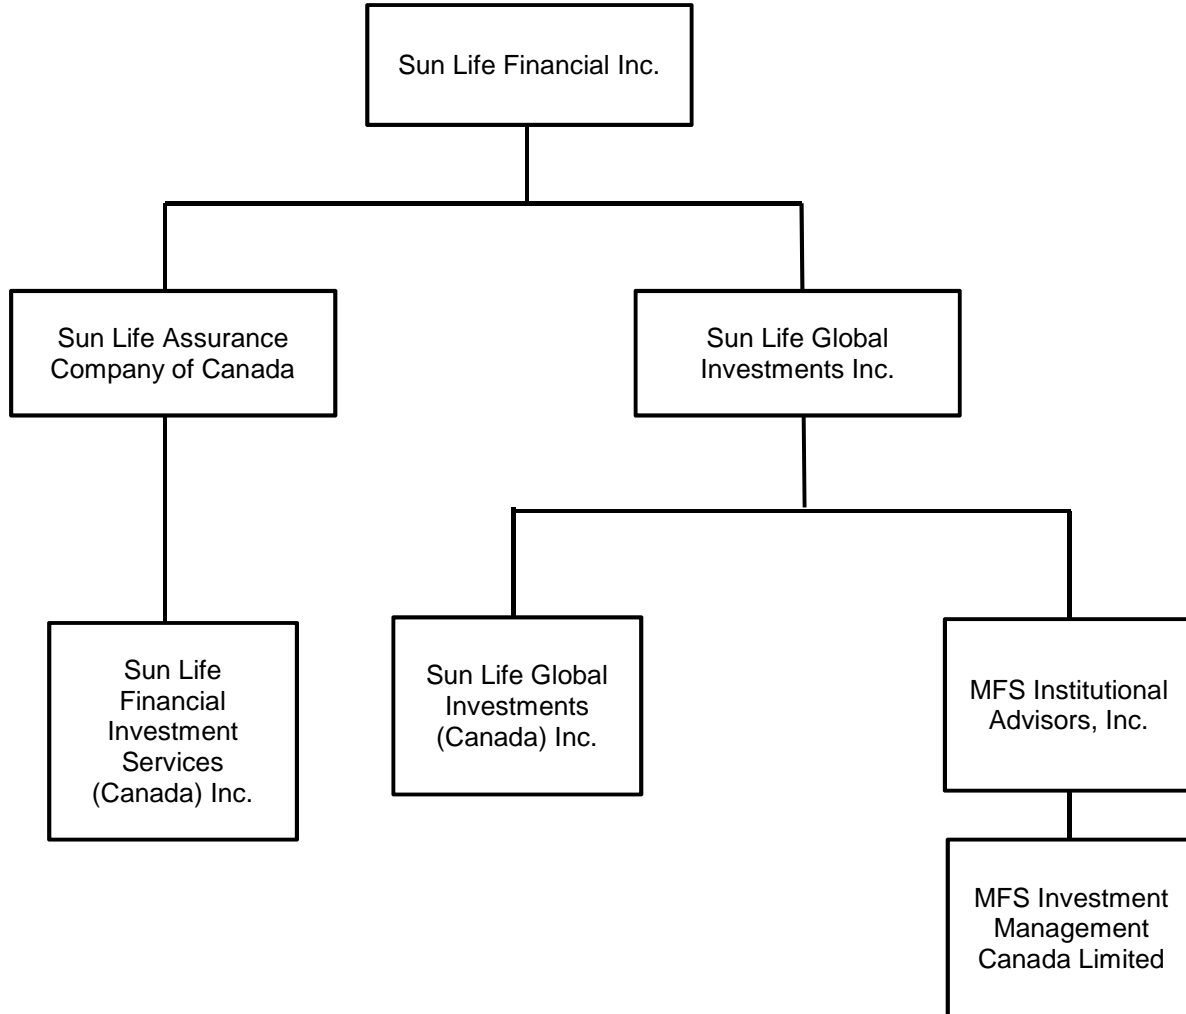 Sun Life Financial Inc.
Sun Life Assurance
Company of Canada
Sun Life Global
Investments Inc.
Sun Life
Financial
Investment
Services
(Canada) Inc.
Sun Life Global
Investments
(Canada) Inc.
MFS Institutional
Advisors, Inc.
MFS Investment
Management
Canada Limited